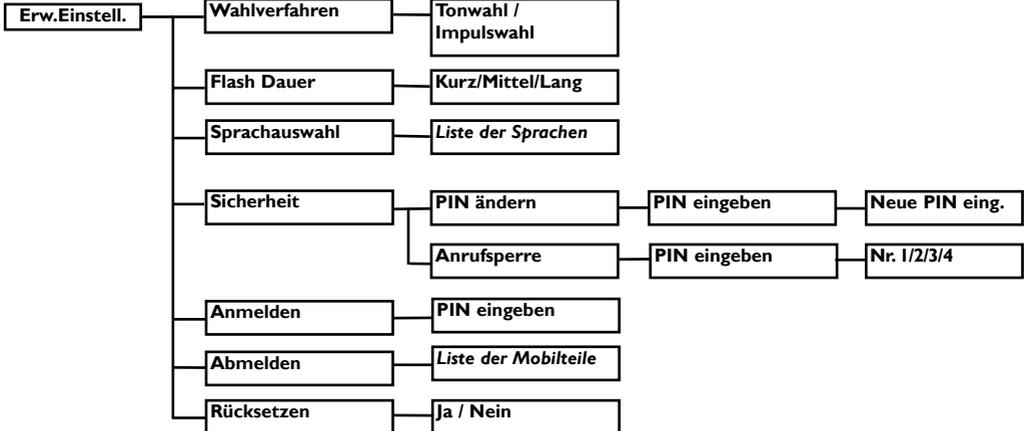 Erw.Einstell.
Wahlverfahren
Tonwahl /
Impulswahl
Flash Dauer
Kurz/Mittel/Lang
Sprachauswahl
Liste der Sprachen
Sicherheit
PIN ändern
PIN eingeben
Neue PIN eing.
Anrufsperre
PIN eingeben
Nr. 1/2/3/4
Anmelden
PIN eingeben
Abmelden
Liste der Mobilteile
Rücksetzen
Ja / Nein